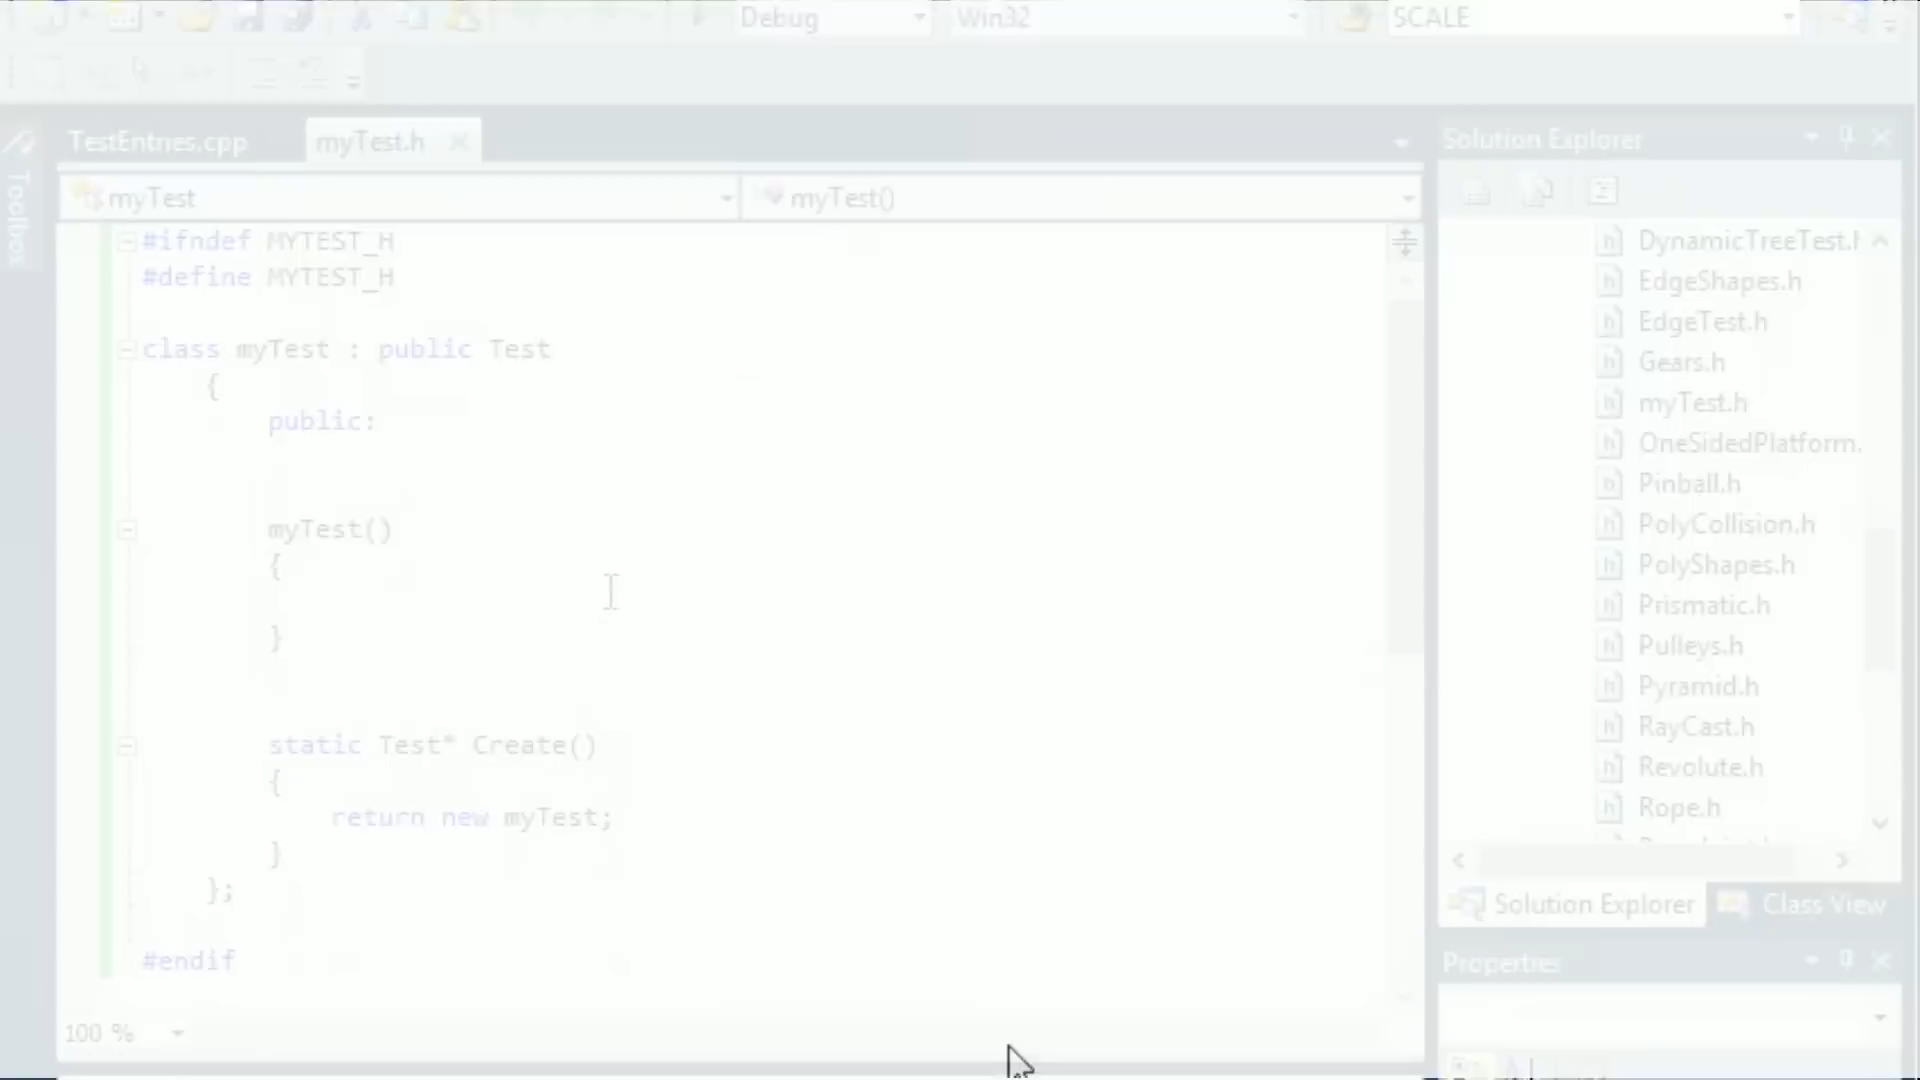 Debug Win32 SCALE
Toolbox
TestEntries.cpp myTest.h
myTest myTest()
#ifndef MYTEST_H
#define MYTEST_H
class myTest : public Test
{
public:
myTest()
{
}
static Test* Create()
{
return new myTest;
}
};
#endif
100 %
Solution Explorer
DynamicTreeTest.h
EdgeShapes.h
EdgeTest.h
Gears.h
myTest.h
OneSidedPlatform.
Pinball.h
PolyCollision.h
PolyShapes.h
Prismatic.h
Pulleys.h
Pyramid.h
RayCast.h
Revolute.h
Rope.h
Solution Explorer Class View
Properties